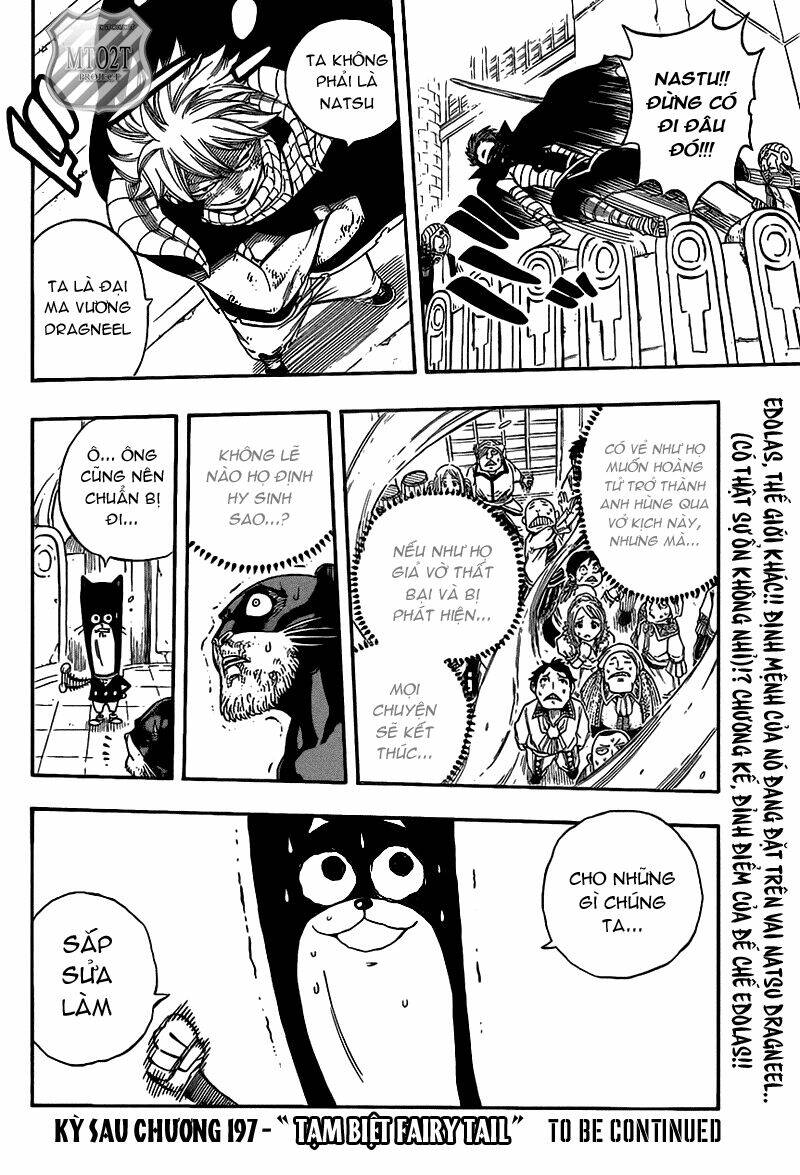 MT02T
PROJECT
TA KHÔNG
PHẢI LÀ
NATSU
NASTU!!
ĐỪNG CÓ
ĐI ĐÂU
ĐÓ!!!
TA LÀ ĐẠI
MA VƯƠNG
DRAGNEEL
Ô... ÔNG
CŨNG NÊN
CHUẨN BỊ
ĐI...
KHÔNG LẼ
NÀO HỌ ĐỊNH
HY SINH
SAO...?
CÓ VẺ NHƯ HỌ
MUỐN HOÀNG
TỬ TRỞ THÀNH
ANH HÙNG QUA
VỞ KỊCH NÀY,
NHƯNG MÀ...
NẾU NHƯ HỌ
GIẢ VỜ THẤT
BẠI VÀ BỊ
PHÁT HIỆN...
MỌI
CHUYỆN
SẼ KẾT
THÚC...
EDOLAS, THẾ GIỚI KHÁC!! ĐỊNH MỆNH CỦA NÓ ĐANG ĐẶT TRÊN VAI NATSU DRAGNEEL..
(CÓ THẬT SỰ ỔN KHÔNG NHỈ)!? CHƯƠNG KẾ, ĐỈNH ĐIỂM CỦA ĐẾ CHẾ EDOLAS!!
CHO NHỮNG
GÌ CHÚNG
TA...
SẮP
SỬA
LÀM
KỲ SAU CHƯƠNG 197 - "TẠM BIỆT FAIRY TAIL" TO BE CONTINUED